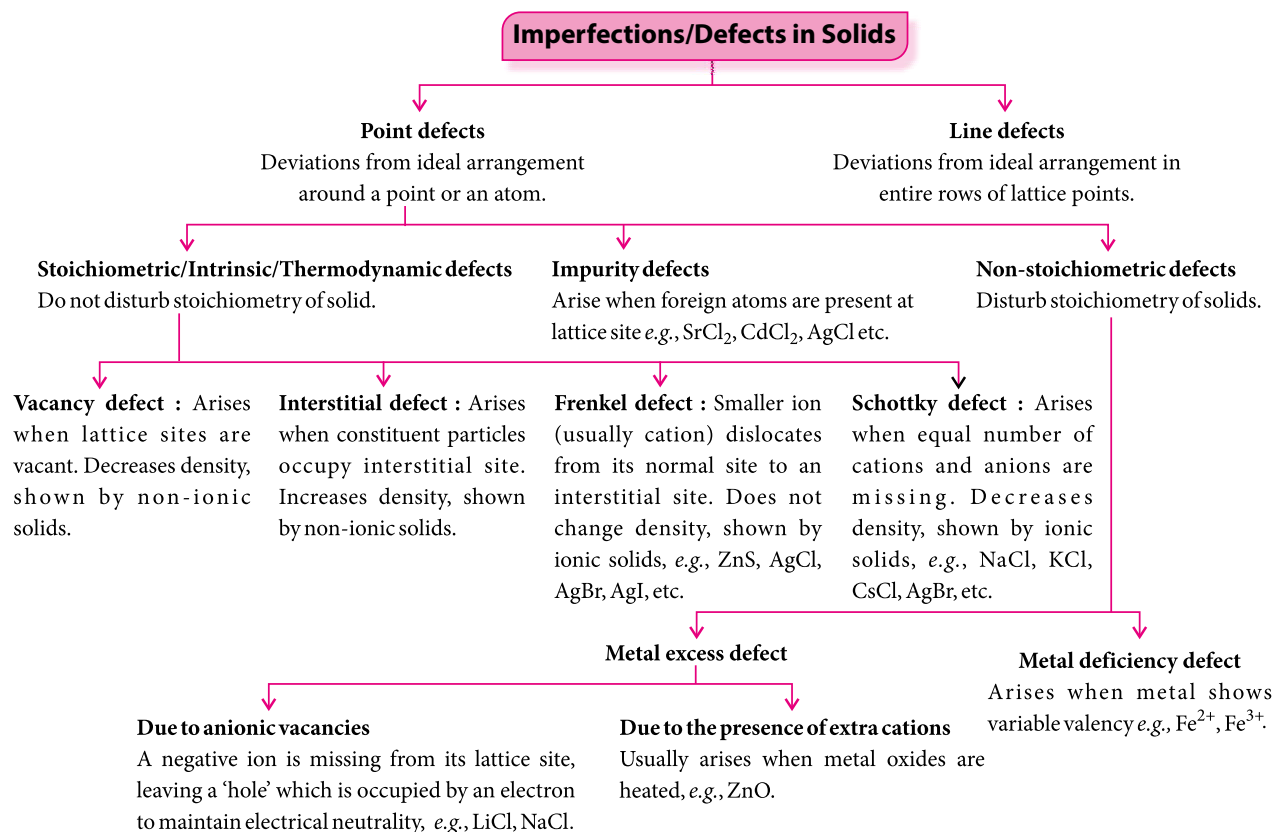 Imperfections/Defects in Solids
Point defects
Deviations from ideal arrangement
around a point or an atom.
Line defects
Deviations from ideal arrangement in
entire rows of lattice points.
Stoichiometric/Intrinsic/Thermodynamic defects
Do not disturb stoichiometry of solid.
Impurity defects
Arise when foreign atoms are present at
lattice site e.g., SrCl₂, CdCl₂, AgCl etc.
Non-stoichiometric defects
Disturb stoichiometry of solids.
Vacancy defect : Arises
when lattice sites are
vacant. Decreases density,
shown by non-ionic
solids.
Interstitial defect : Arises
when constituent particles
occupy interstitial site.
Increases density, shown
by non-ionic solids.
Frenkel defect : Smaller ion
(usually cation) dislocates
from its normal site to an
interstitial site. Does not
change density, shown by
ionic solids, e.g., ZnS, AgCl,
AgBr, AgI, etc.
Schottky defect : Arises
when equal number of
cations and anions are
missing. Decreases
density, shown by ionic
solids, e.g., NaCl, KCl,
CsCl, AgBr, etc.
Metal excess defect
Metal deficiency defect
Arises when metal shows
variable valency e.g., Fe²⁺, Fe³⁺.
Due to anionic vacancies
A negative ion is missing from its lattice site,
leaving a ‘hole’ which is occupied by an electron
to maintain electrical neutrality, e.g., LiCl, NaCl.
Due to the presence of extra cations
Usually arises when metal oxides are
heated, e.g., ZnO.